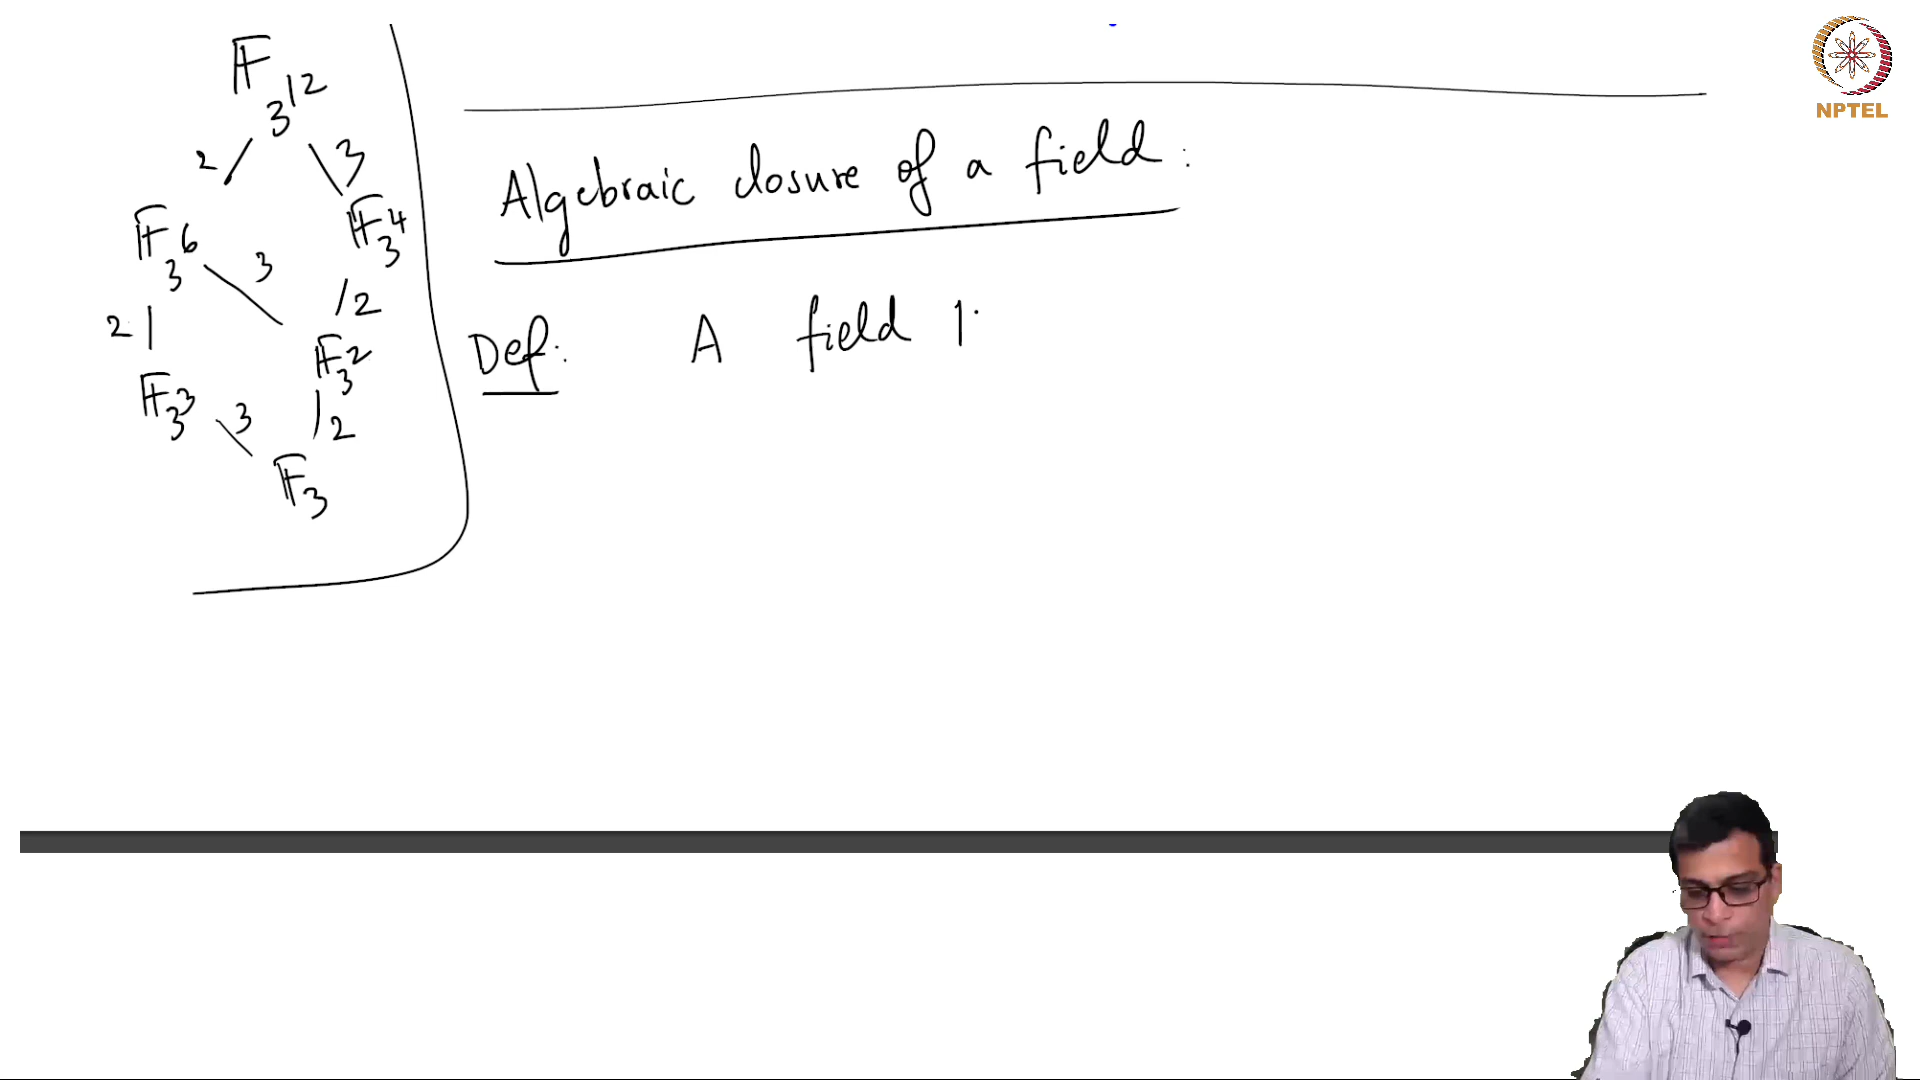 𝔽_{3^{12}}
2 3
𝔽_{3^6} 𝔽_{3^4}
3
2 2
𝔽_{3^2}
𝔽_{3^3}
3 2
𝔽_3
Algebraic closure of a field:
Def: A field
NPTEL